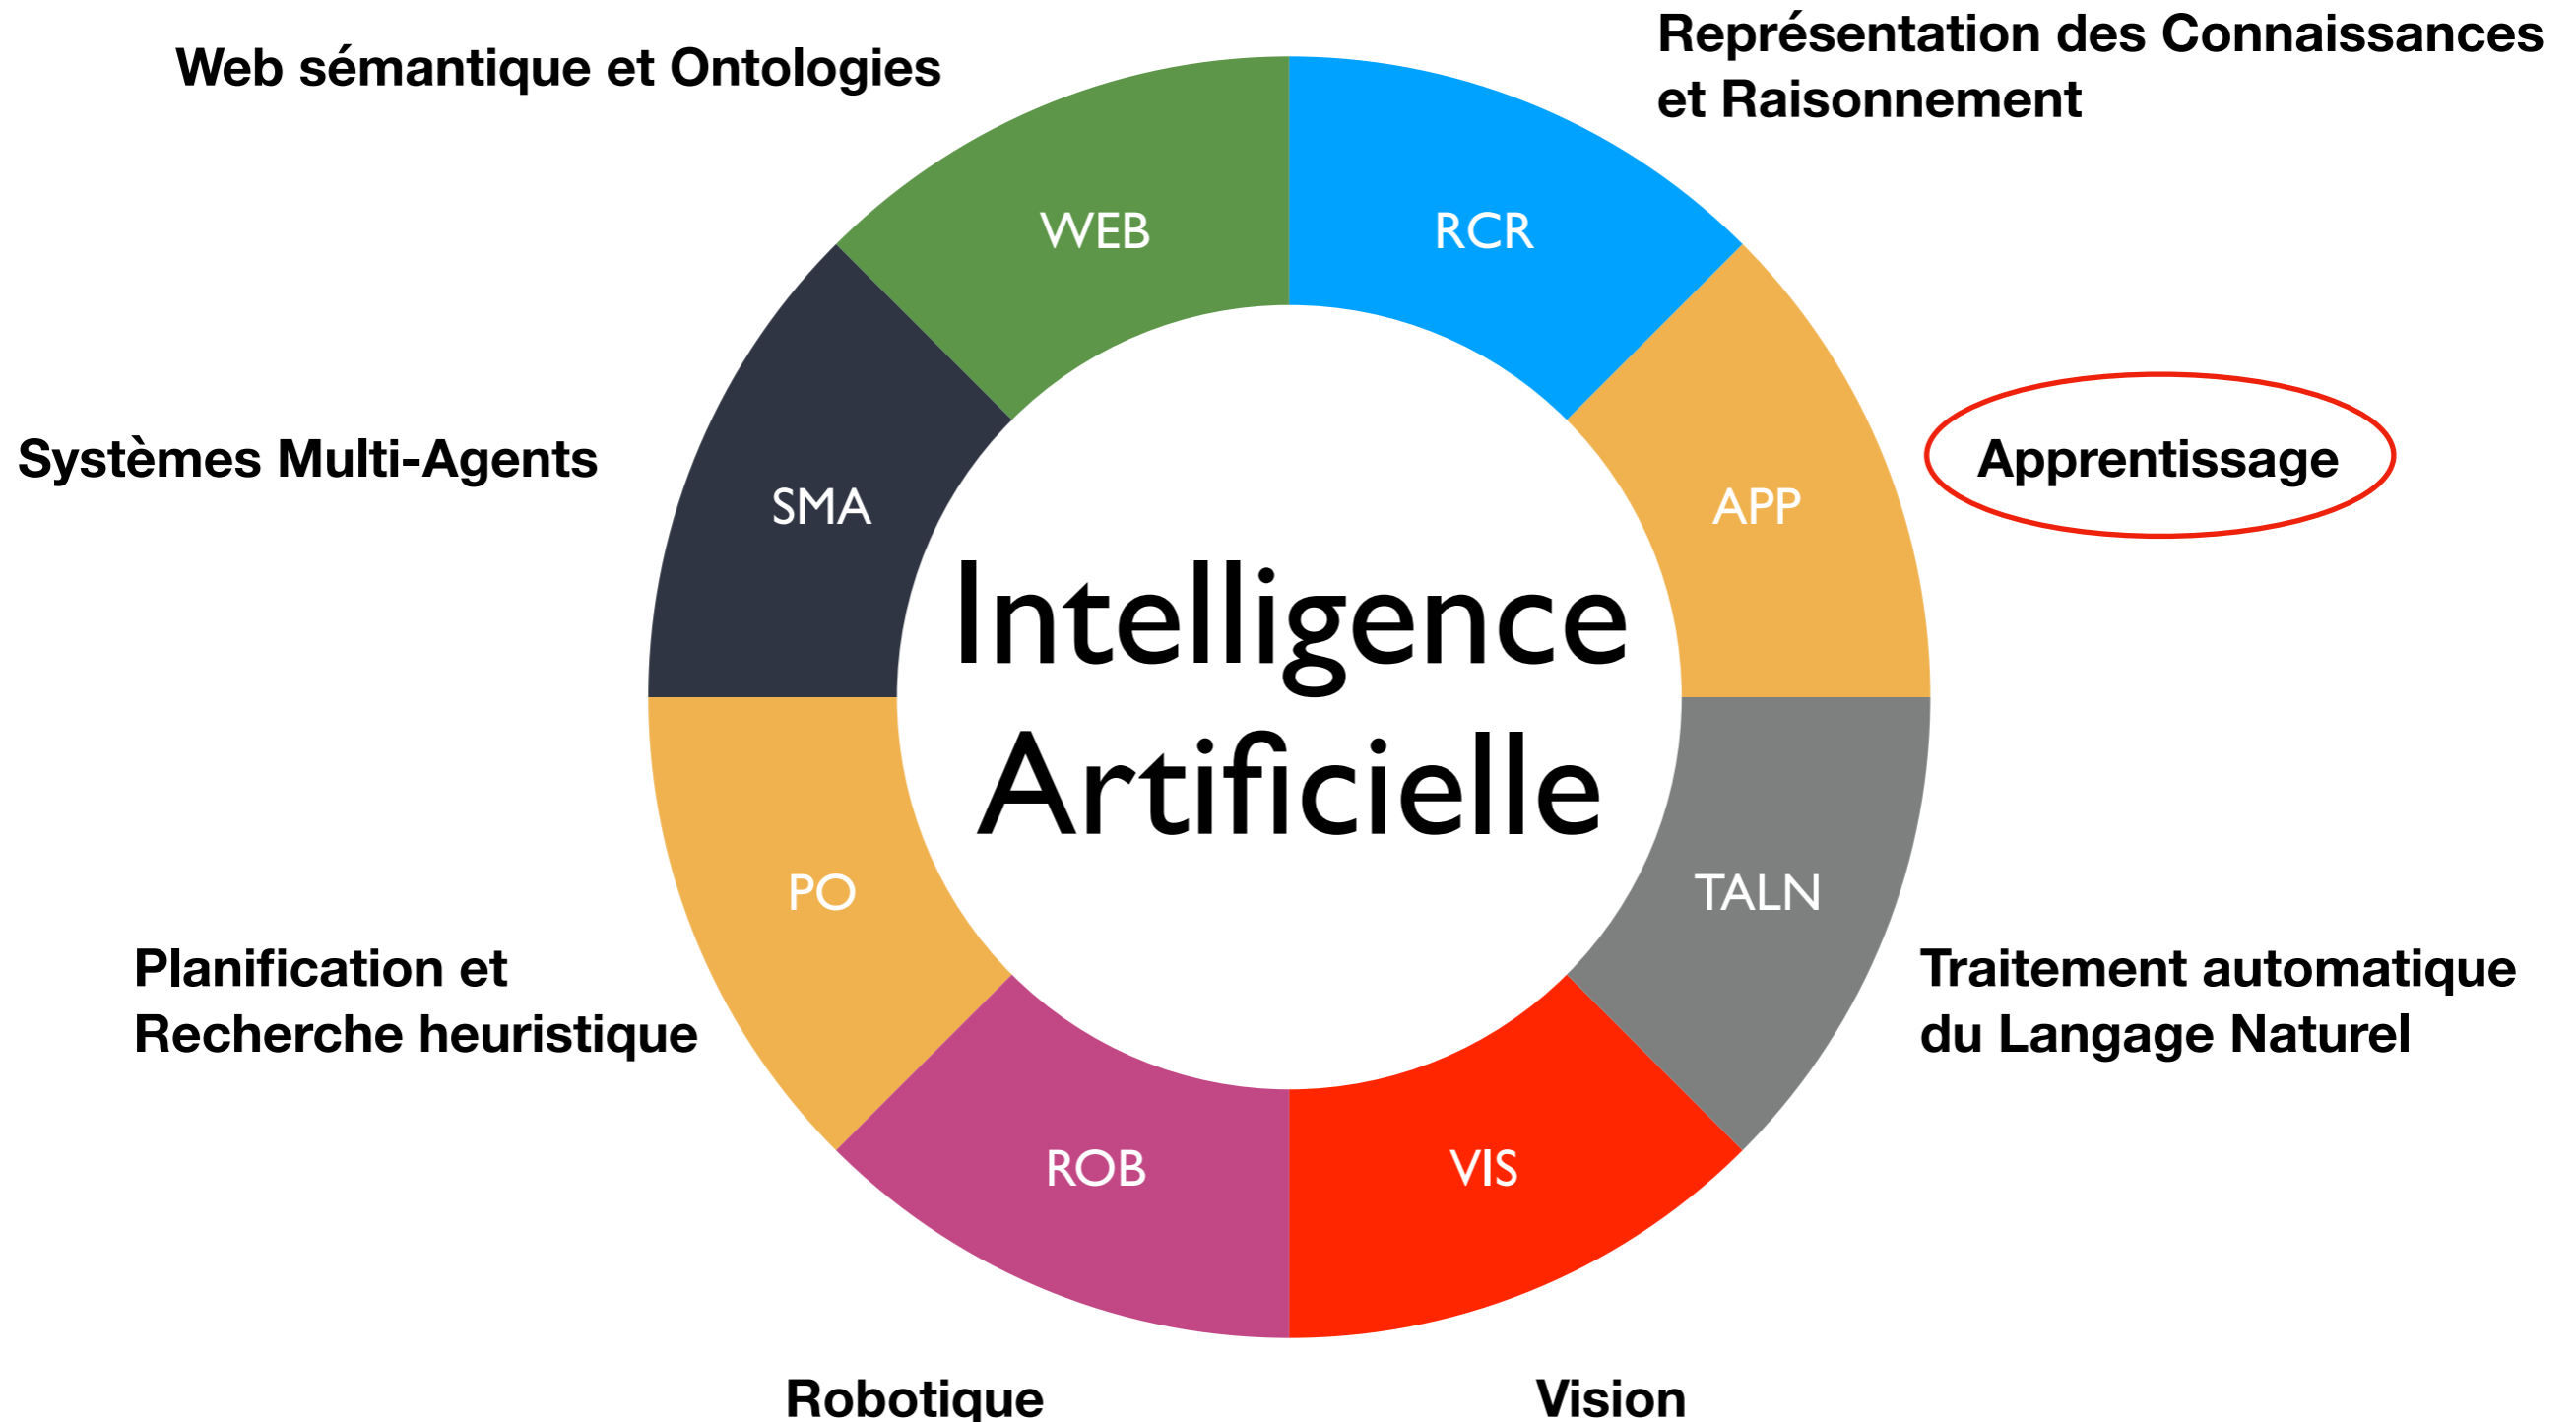 Représentation des Connaissances
et Raisonnement
Web sémantique et Ontologies
WEB
RCR
Systèmes Multi-Agents
Apprentissage
SMA
APP
Intelligence
Artificielle
PO
TALN
Planification et
Recherche heuristique
Traitement automatique
du Langage Naturel
ROB
VIS
Robotique
Vision